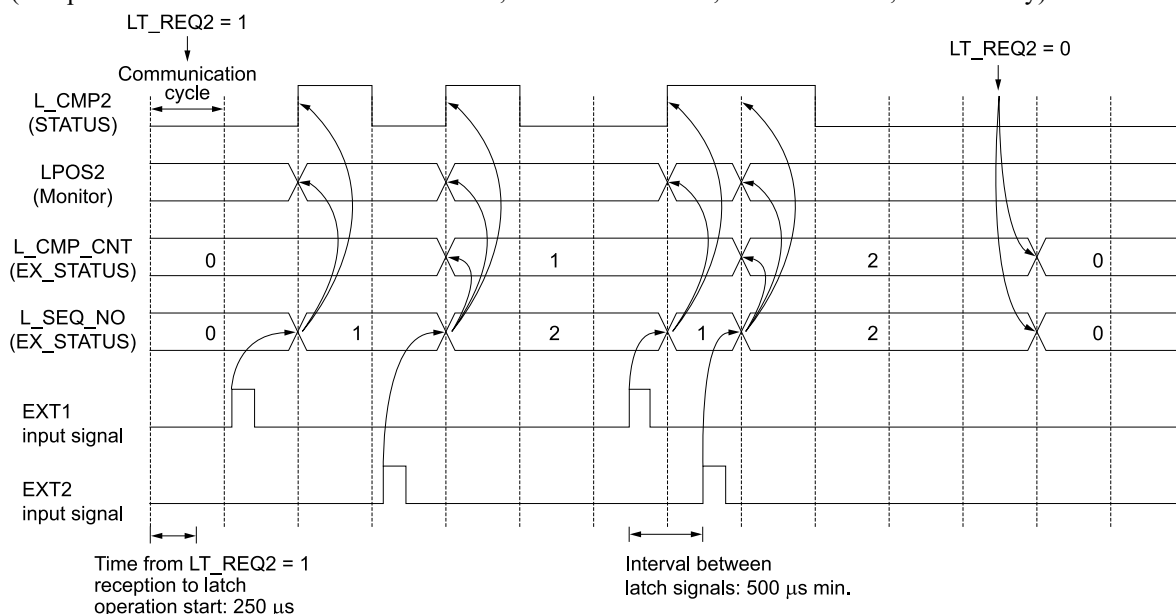 LT_REQ2 = 1
LT_REQ2 = 0
Communication
cycle
L_CMP2
(STATUS)
LPOS2
(Monitor)
L_CMP_CNT
(EX_STATUS)
0
1
2
0
L_SEQ_NO
(EX_STATUS)
0
1
2
1
2
0
EXT1
input signal
EXT2
input signal
Time from LT_REQ2 = 1
reception to latch
operation start: 250 μs
Interval between
latch signals: 500 μs min.